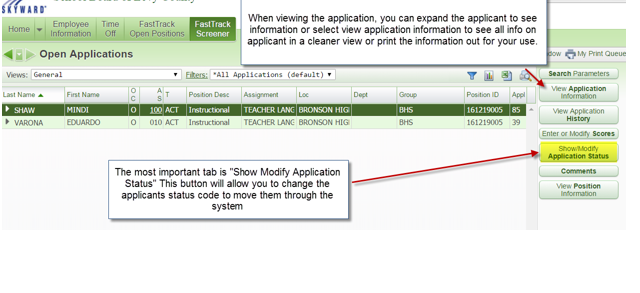 SKYWARD
When viewing the application, you can expand the applicant to see
information or select view application information to see all info on
applicant in a cleaner view or print the information out for your use.
Home
Employee Information
Time Off
FastTrack Open Positions
FastTrack Screener
Open Applications
My Print Queue
Views: General
Filters: *All Applications (default)
Search Parameters
Last Name First Name O C A S T Position Desc Assignment Loc Dept Group Position ID Appl
SHAW MINDI 100 ACT Instructional TEACHER LANG BRONSON HIGH BHS 161219005 85
VARONA EDUARDO 010 ACT Instructional TEACHER LANG BRONSON HIGH BHS 161219005 39
View Application
Information
View Application
History
Enter or Modify Scores
Show/Modify
Application Status
Comments
View Position
Information
The most important tab is "Show Modify Application
Status" This button will allow you to change the
applicants status code to move them through the
system